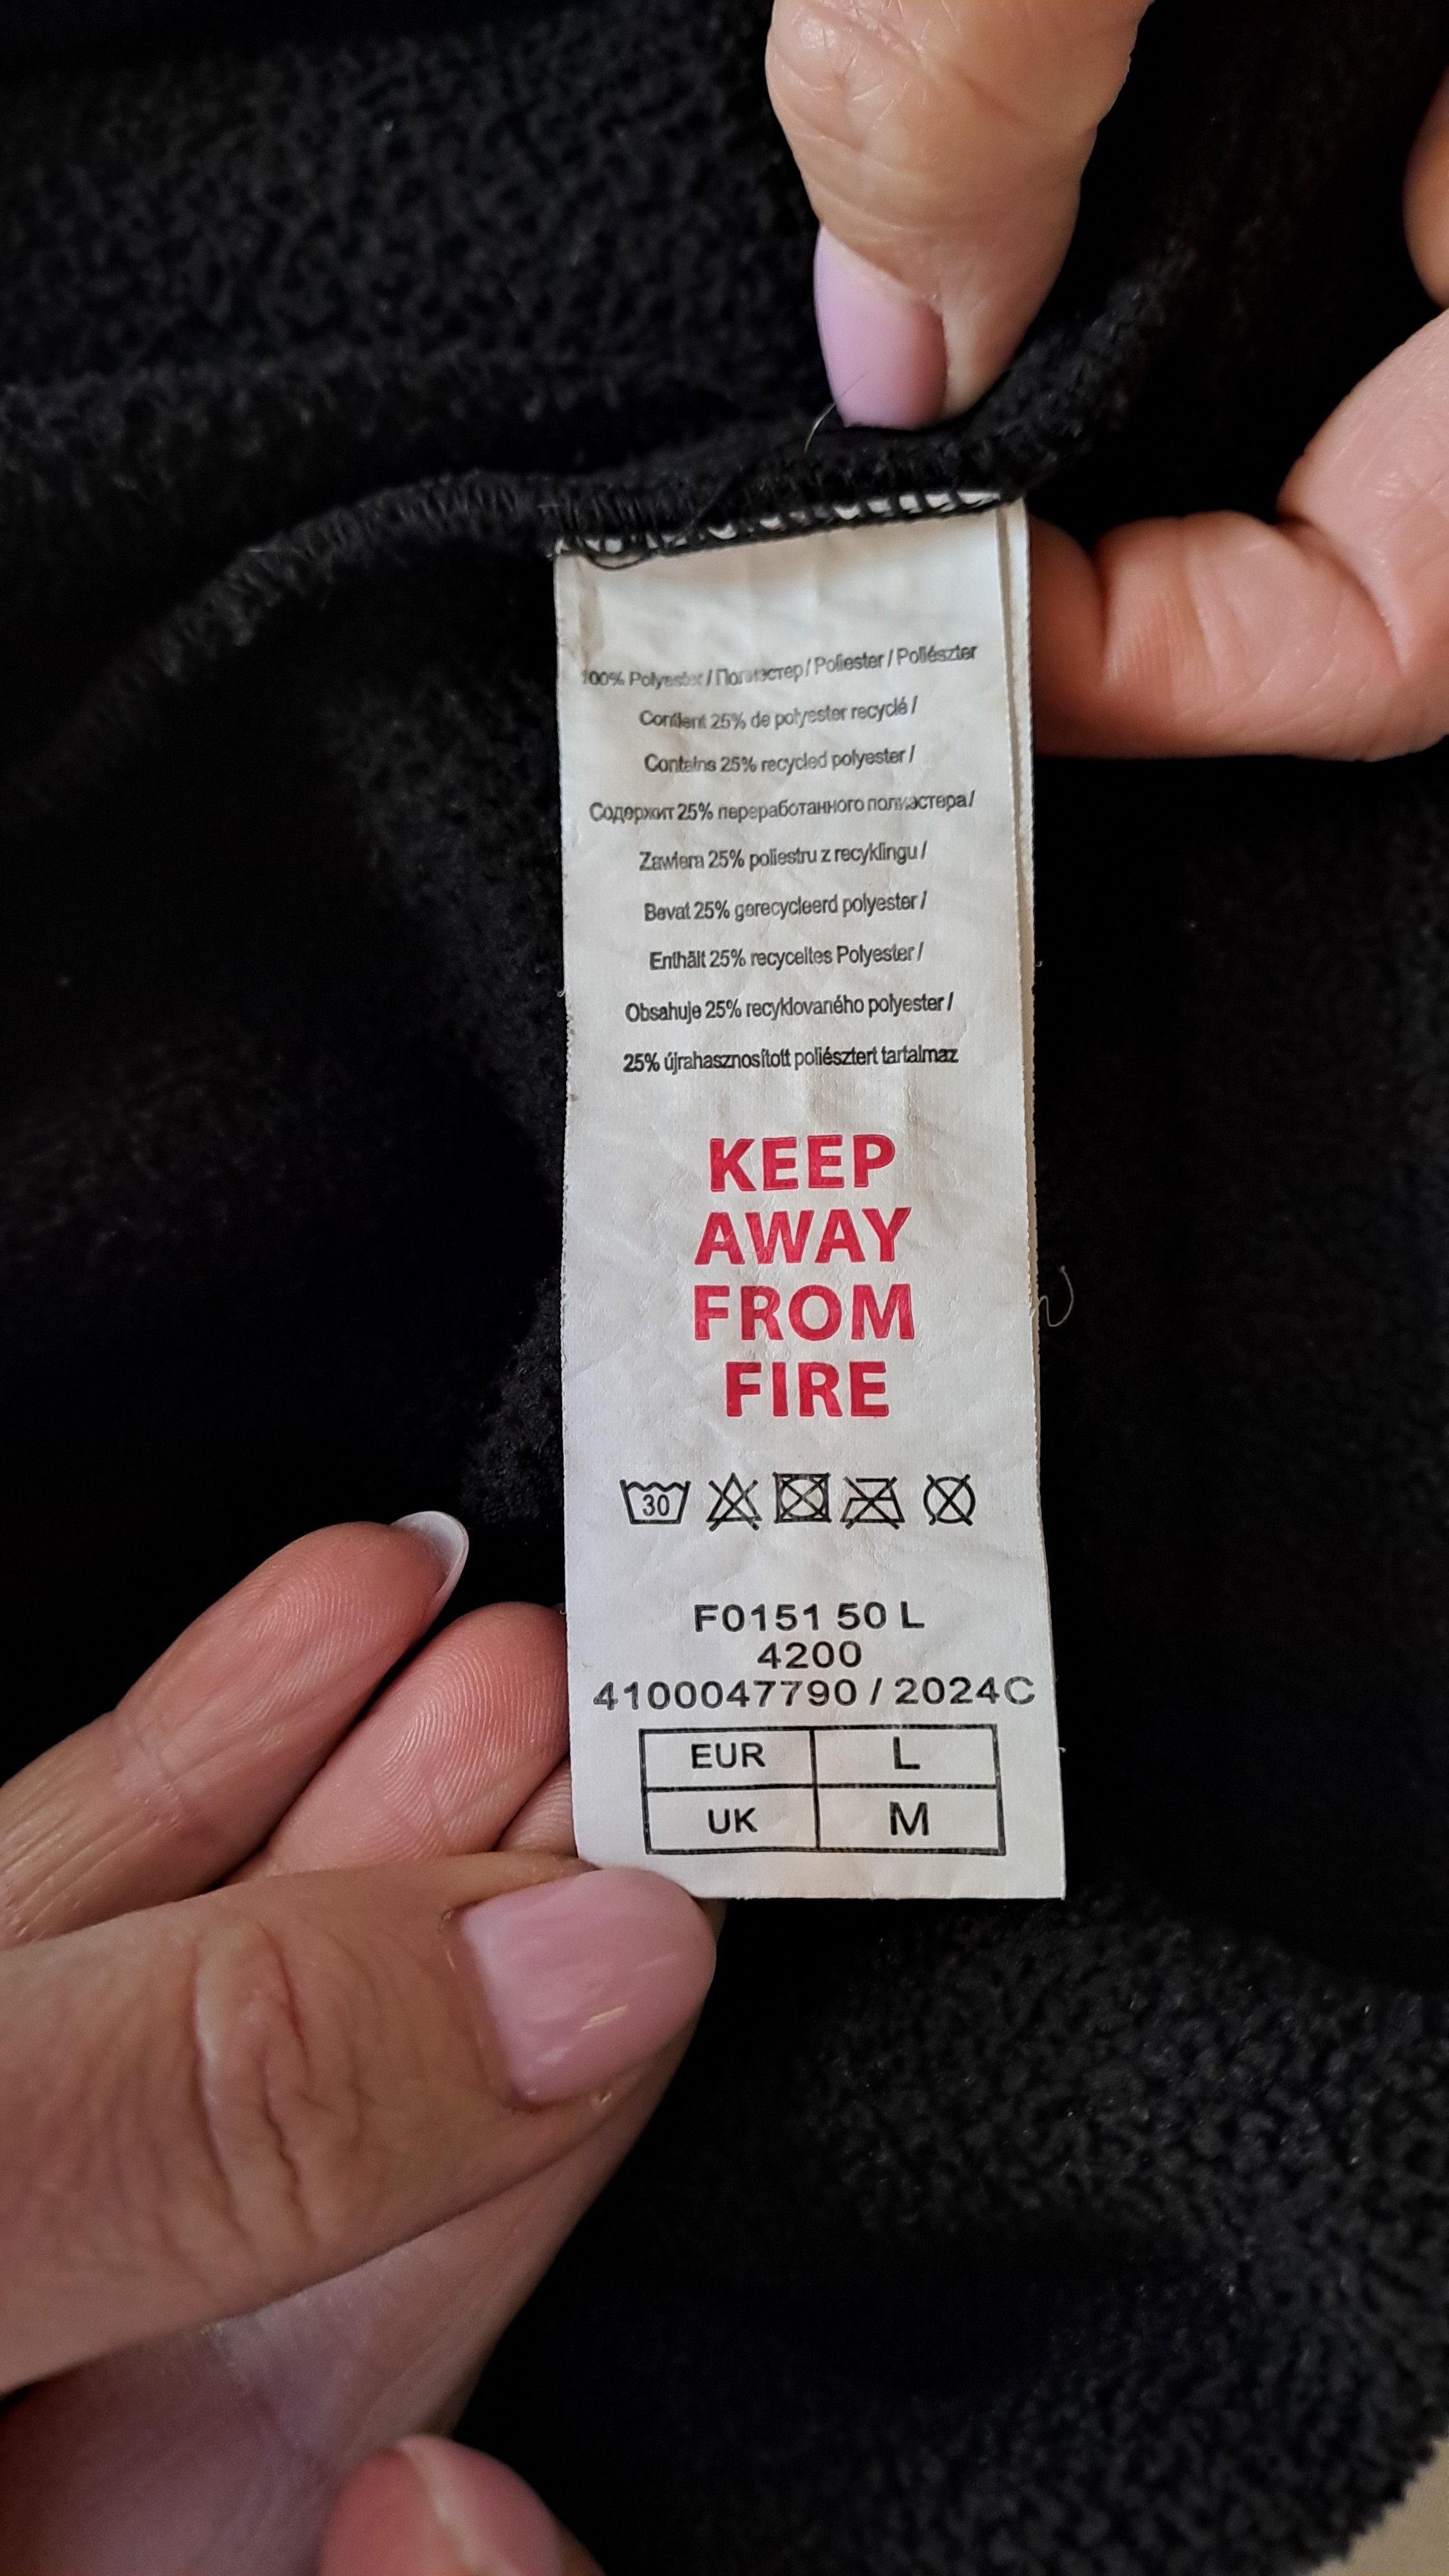 100% Polyester / Полиэстер / Poliester / Poliészter
Contient 25% de polyester recyclé /
Contains 25% recycled polyester /
Содержит 25% переработанного полиэстера /
Zawiera 25% poliestru z recyklingu /
Bevat 25% gerecycleerd polyester /
Enthält 25% recyceltes Polyester /
Obsahuje 25% recyklovaného polyester /
25% újrahasznosított poliésztert tartalmaz
KEEP
AWAY
FROM
FIRE
30
F0151 50 L
4200
4100047790 / 2024C
EUR L
UK M